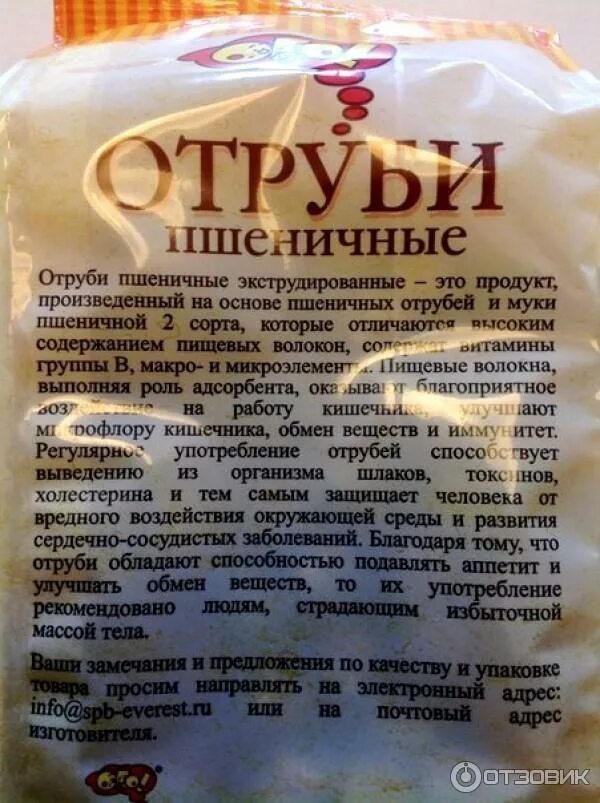 ОГО!
ОТРУБИ
пшеничные
Отруби пшеничные экструдированные – это продукт,
произведенный на основе пшеничных отрубей и муки
пшеничной 2 сорта, которые отличаются высоким
содержанием пищевых волокон, содержат витамины
группы В, макро- и микроэлементы. Пищевые волокна,
выполняя роль адсорбента, оказывают благоприятное
воздействие на работу кишечника, улучшают
микрофлору кишечника, обмен веществ и иммунитет.
Регулярное употребление отрубей способствует
выведению из организма шлаков, токсинов,
холестерина и тем самым защищает человека от
вредного воздействия окружающей среды и развития
сердечно-сосудистых заболеваний. Благодаря тому, что
отруби обладают способностью подавлять аппетит и
улучшать обмен веществ, то их употребление
рекомендовано людям, страдающим избыточной
массой тела.
Ваши замечания и предложения по качеству и упаковке
товара просим направлять на электронный адрес:
info@spb-everest.ru или на почтовый адрес
изготовителя.
ОГО!
ОТЗОВИК